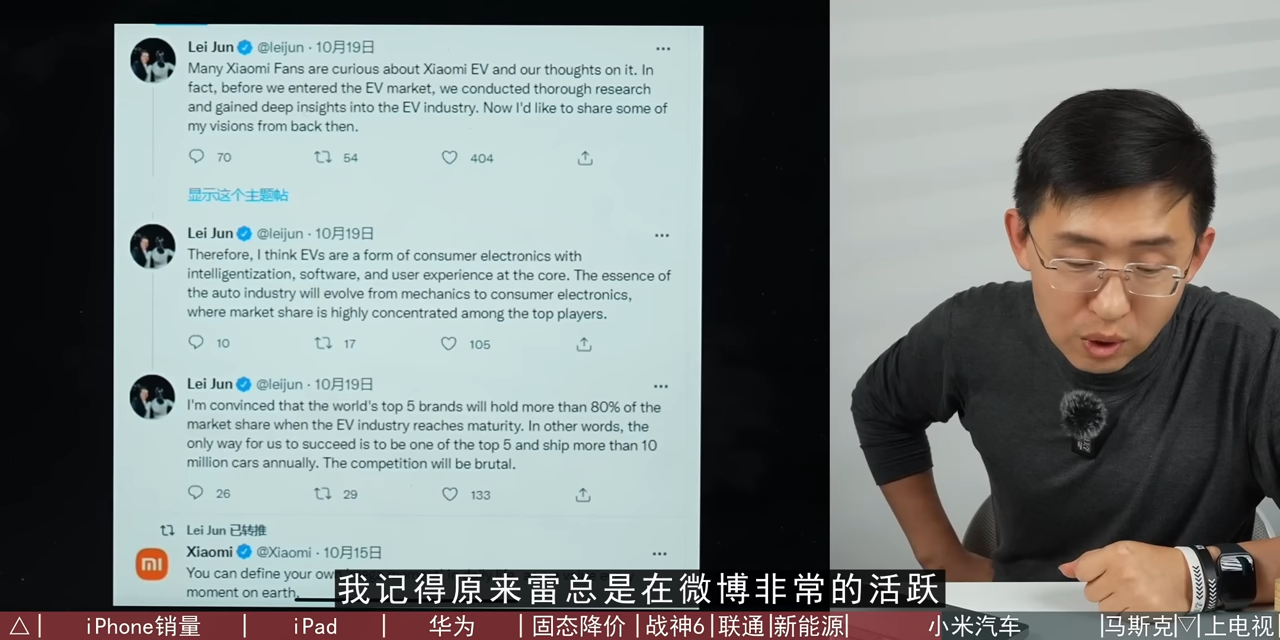 Lei Jun @leijun · 10月19日
Many Xiaomi Fans are curious about Xiaomi EV and our thoughts on it. In
fact, before we entered the EV market, we conducted thorough research
and gained deep insights into the EV industry. Now I'd like to share some of
my visions from back then.
70 54 404
显示这个主题帖
Lei Jun @leijun · 10月19日
Therefore, I think EVs are a form of consumer electronics with
intelligentization, software, and user experience at the core. The essence of
the auto industry will evolve from mechanics to consumer electronics,
where market share is highly concentrated among the top players.
10 17 105
Lei Jun @leijun · 10月19日
I'm convinced that the world's top 5 brands will hold more than 80% of the
market share when the EV industry reaches maturity. In other words, the
only way for us to succeed is to be one of the top 5 and ship more than 10
million cars annually. The competition will be brutal.
26 29 133
Lei Jun 已转推
Xiaomi @Xiaomi · 10月15日
You can define your
moment on earth.
我记得原来雷总是在微博非常的活跃
△| iPhone销量 | iPad | 华为 |固态降价|战神6|联通|新能源| 小米汽车 |马斯克|▽|上电视